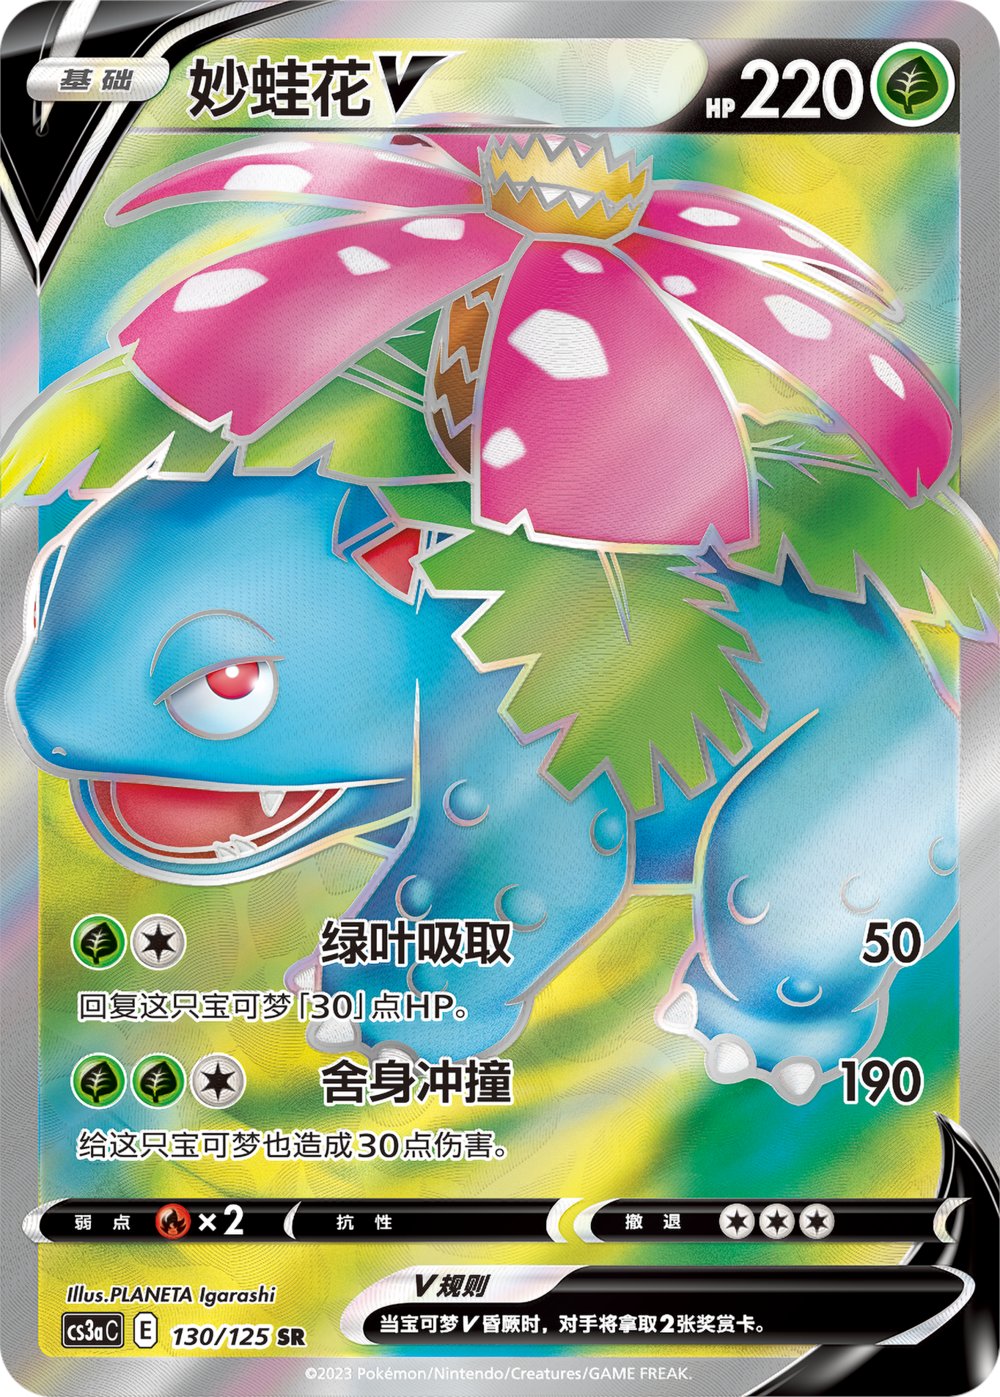 基础 妙蛙花V HP 220
绿叶吸取 50
回复这只宝可梦「30」点HP。
舍身冲撞 190
给这只宝可梦也造成30点伤害。
弱点 ×2 抗性 撤退
Illus.PLANETA Igarashi
V规则
当宝可梦V昏厥时，对手将拿取2张奖赏卡。
cs3aC E 130/125 SR
©2023 Pokémon/Nintendo/Creatures/GAME FREAK.